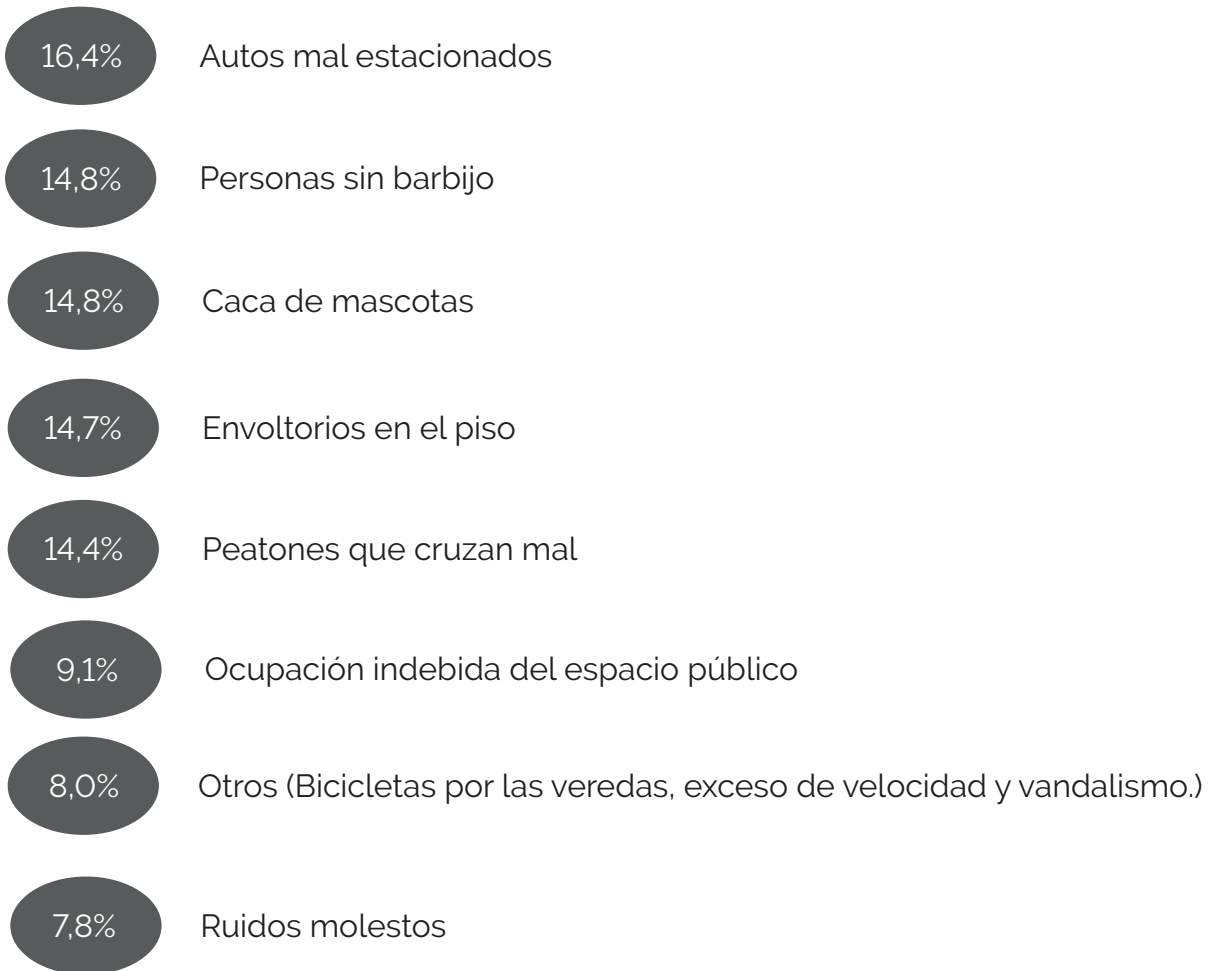 16,4% Autos mal estacionados
14,8% Personas sin barbijo
14,8% Caca de mascotas
14,7% Envoltorios en el piso
14,4% Peatones que cruzan mal
9,1% Ocupación indebida del espacio público
8,0% Otros (Bicicletas por las veredas, exceso de velocidad y vandalismo.)
7,8% Ruidos molestos